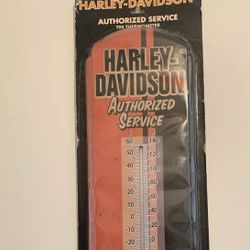 HARLEY-DAVIDSON
AUTHORIZED SERVICE
TIN THERMOMETER
HARLEY-
DAVIDSON
AUTHORIZED
SERVICE
60 140
50 120
40 100
30 80
20 60
10 40
0 20
-10 0
-20 -20